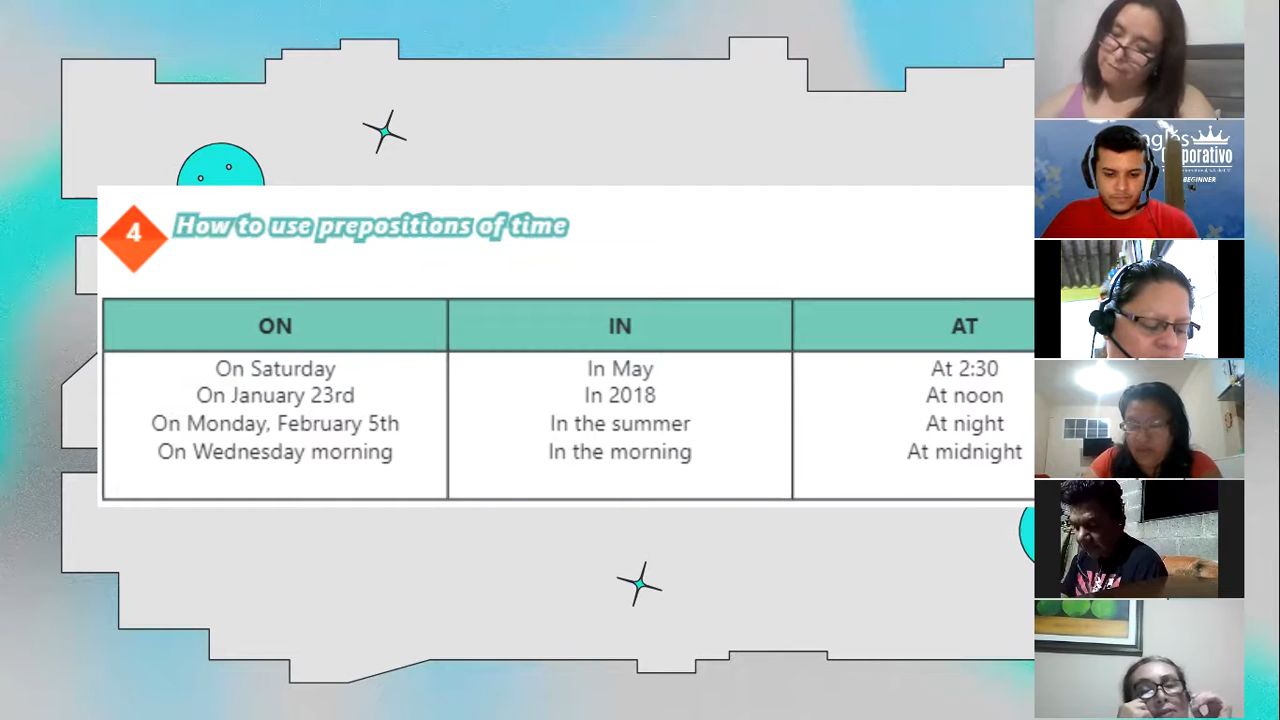 4
How to use prepositions of time
ON
IN
AT
On Saturday
In May
At 2:30
On January 23rd
In 2018
At noon
On Monday, February 5th
In the summer
At night
On Wednesday morning
In the morning
At midnight
BEGINNER